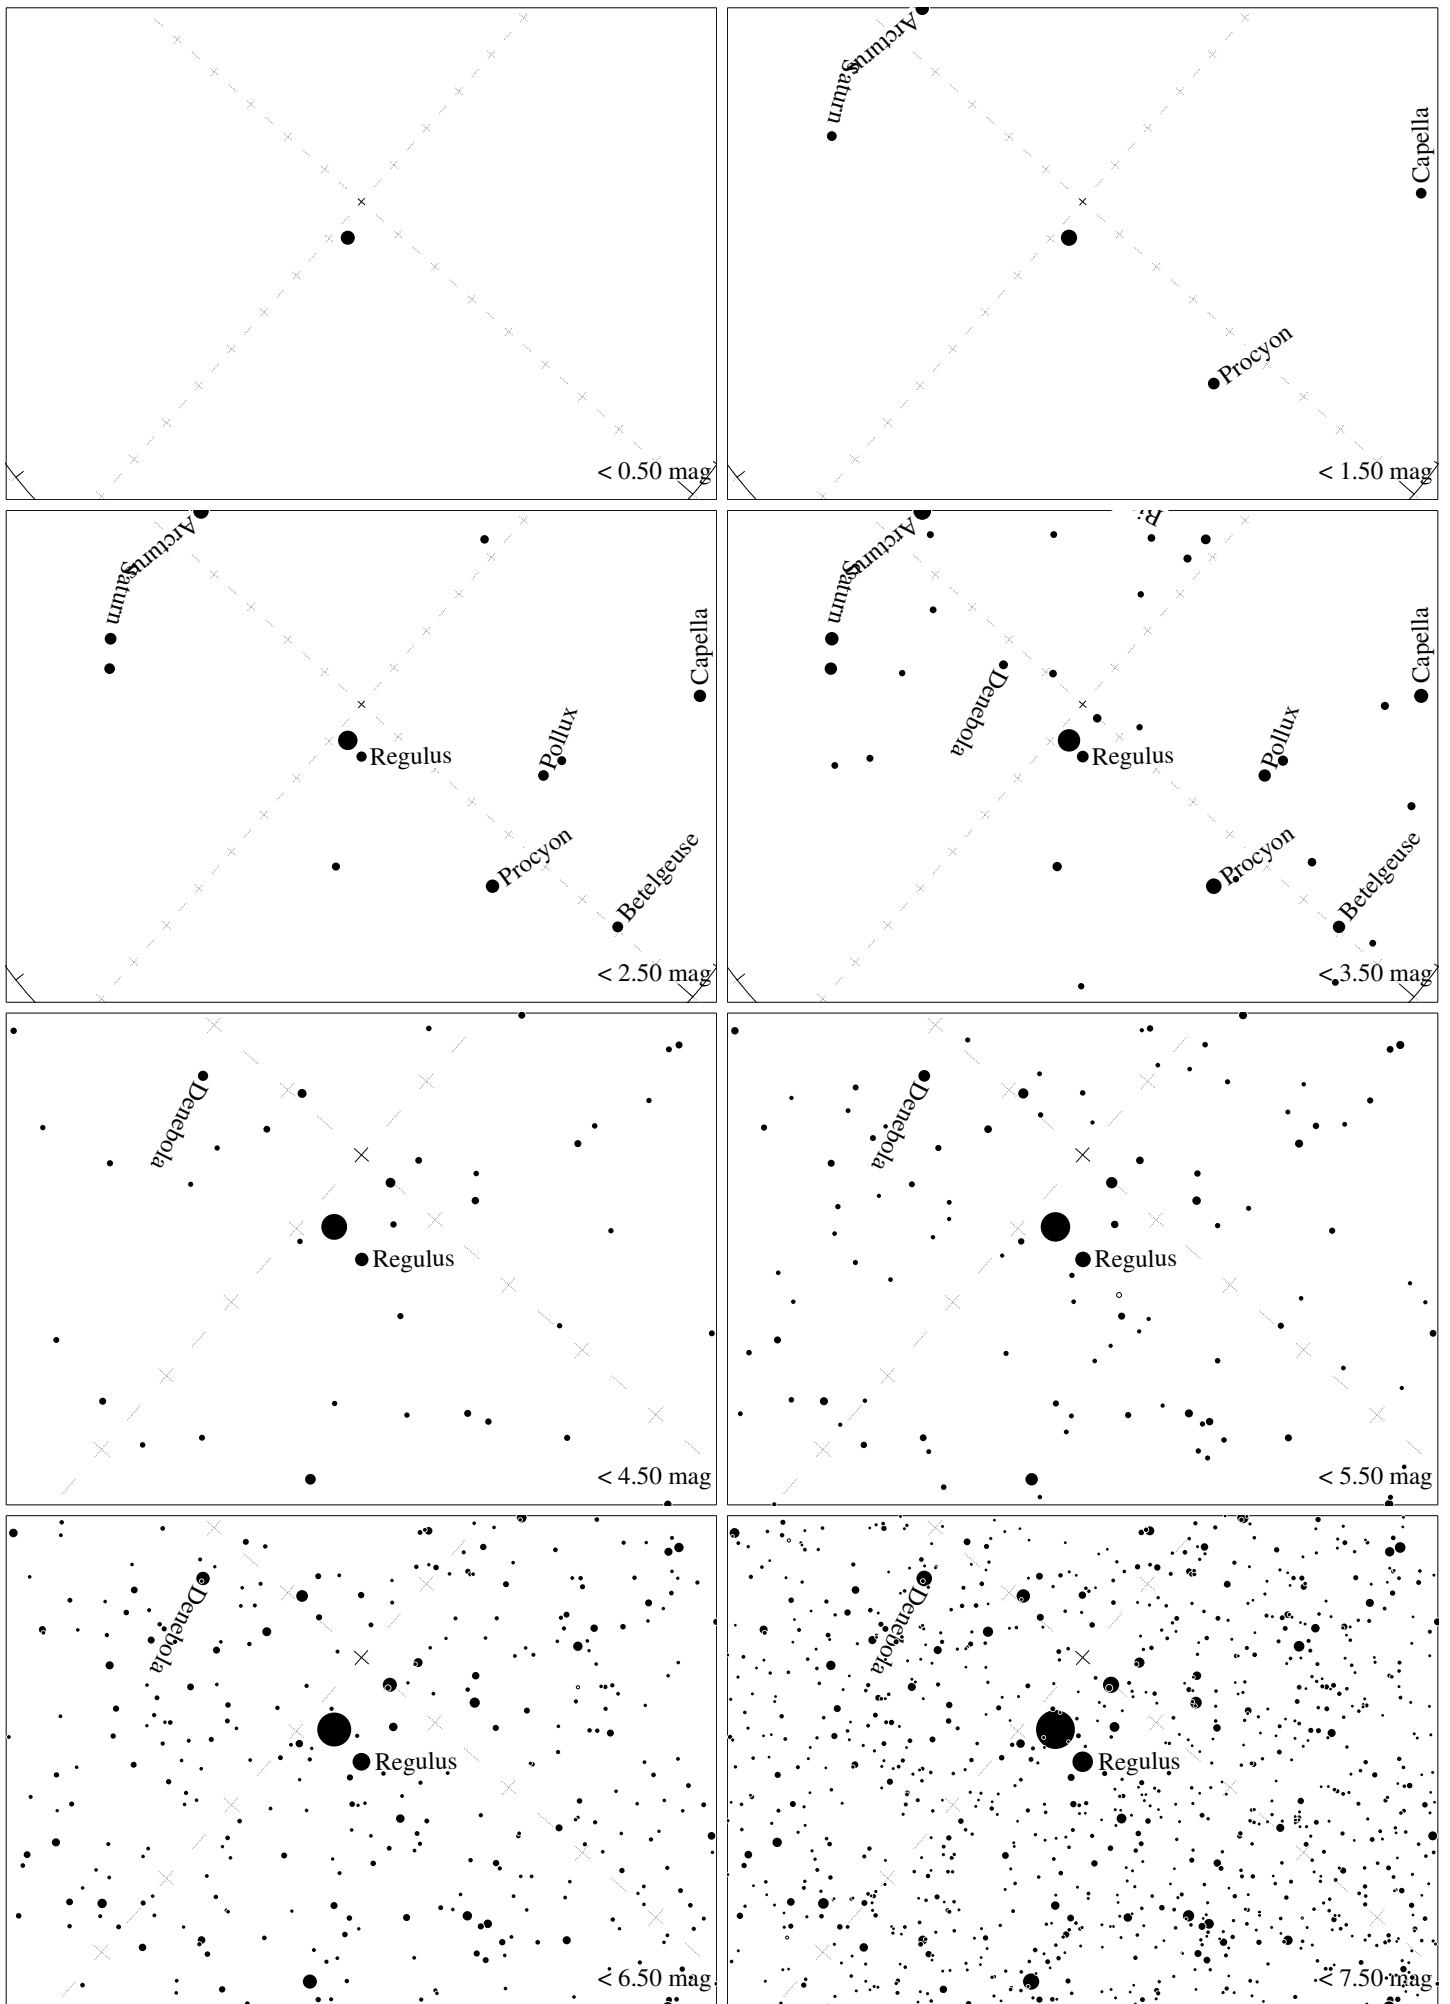 < 0.50 mag
Arcturus
Saturn
Capella
Procyon
< 1.50 mag
Arcturus
Saturn
Capella
Pollux
Regulus
Procyon
Betelgeuse
< 2.50 mag
Arcturus
Saturn
Capella
Denebola
Pollux
Regulus
Procyon
Betelgeuse
< 3.50 mag
Denebola
Regulus
< 4.50 mag
Denebola
Regulus
< 5.50 mag
Denebola
Regulus
< 6.50 mag
Denebola
Regulus
< 7.50 mag